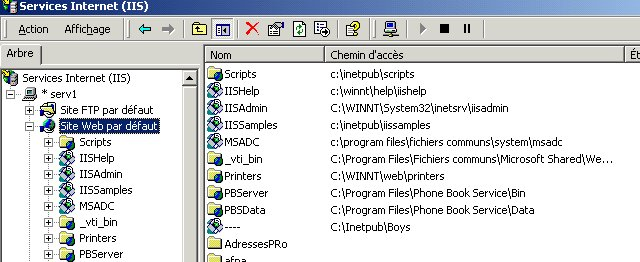 Services Internet (IIS)
Action Affichage
Arbre
Services Internet (IIS)
* serv1
Site FTP par défaut
Site Web par défaut
Scripts
IISHelp
IISAdmin
IISSamples
MSADC
_vti_bin
Printers
PBServer
Nom Chemin d'accès Ét
Scripts c:\inetpub\scripts
IISHelp c:\winnt\help\iishelp
IISAdmin C:\WINNT\System32\inetsrv\iisadmin
IISSamples c:\inetpub\iissamples
MSADC c:\program files\fichiers communs\system\msadc
_vti_bin C:\Program Files\Fichiers communs\Microsoft Shared\We...
Printers C:\WINNT\web\printers
PBServer C:\Program Files\Phone Book Service\Bin
PBSData C:\Program Files\Phone Book Service\Data
---- C:\Inetpub\Boys
AdressesPRo
afpa